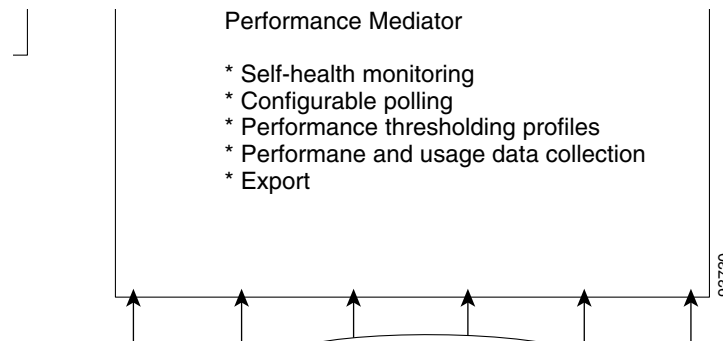 Performance Mediator
* Self-health monitoring
* Configurable polling
* Performance thresholding profiles
* Performane and usage data collection
* Export